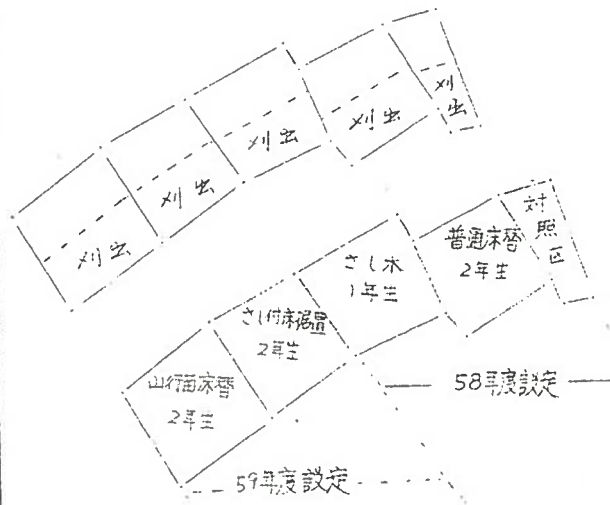 刈出
刈出
刈出
刈出
刈出
対照区
普通床替
2年生
さし木
1年生
さし付床据置
2年生
山行苗床替
2年生
58年度設定
59年度設定